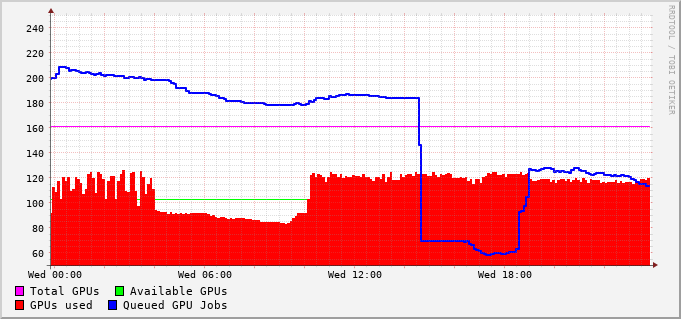 RRDTOOL / TOBI OETIKER
240
220
200
180
160
140
120
100
80
60
Wed 00:00 Wed 06:00 Wed 12:00 Wed 18:00
Total GPUs Available GPUs
GPUs used Queued GPU Jobs